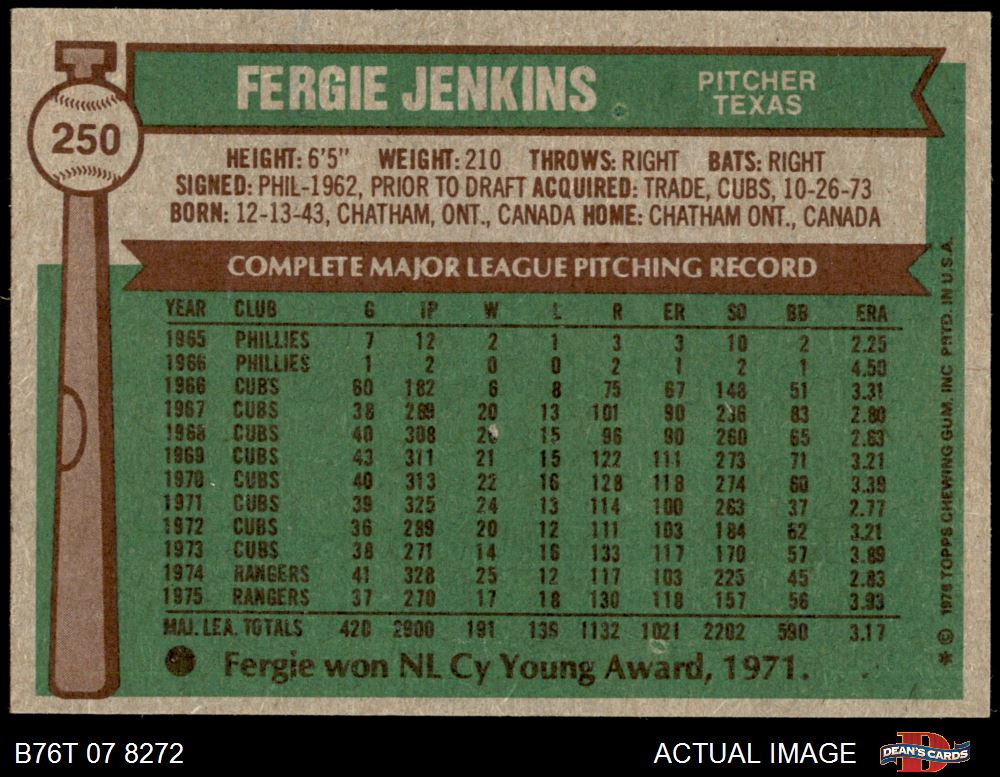 250
FERGIE JENKINS
PITCHER
TEXAS
HEIGHT: 6'5" WEIGHT: 210 THROWS: RIGHT BATS: RIGHT
SIGNED: PHIL-1962, PRIOR TO DRAFT ACQUIRED: TRADE, CUBS, 10-26-73
BORN: 12-13-43, CHATHAM, ONT., CANADA HOME: CHATHAM ONT., CANADA
COMPLETE MAJOR LEAGUE PITCHING RECORD
YEAR CLUB G IP W L R ER SO BB ERA
1965 PHILLIES 7 12 2 1 3 3 10 2 2.25
1966 PHILLIES 1 2 0 0 2 1 2 1 4.50
1966 CUBS 60 182 6 8 75 67 148 51 3.31
1967 CUBS 38 289 20 13 101 90 236 83 2.80
1968 CUBS 40 308 20 15 96 90 260 65 2.63
1969 CUBS 43 311 21 15 122 111 273 71 3.21
1970 CUBS 40 313 22 16 128 118 274 60 3.39
1971 CUBS 39 325 24 13 114 100 263 37 2.77
1972 CUBS 36 289 20 12 111 103 184 62 3.21
1973 CUBS 38 271 14 16 133 117 170 57 3.89
1974 RANGERS 41 328 25 12 117 103 225 45 2.83
1975 RANGERS 37 270 17 18 130 118 157 56 3.93
MAJ. LEA. TOTALS 420 2900 191 139 1132 1021 2202 590 3.17
Fergie won NL Cy Young Award, 1971.
* © 1976 TOPPS CHEWING GUM, INC. PRTD. IN U.S.A.
B76T 07 8272
ACTUAL IMAGE
DEAN'S CARDS